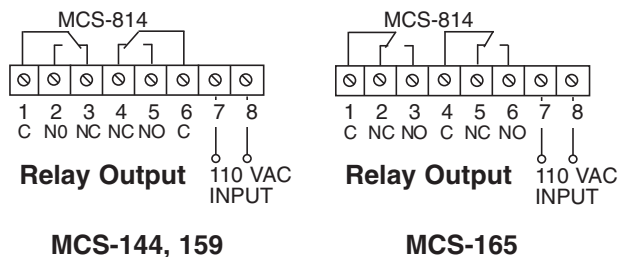 MCS-814
1 2 3 4 5 6 7 8
C N0 NC NC NO C
Relay Output
110 VAC
INPUT
MCS-144, 159
MCS-814
1 2 3 4 5 6 7 8
C NC NO C NC NO
Relay Output
110 VAC
INPUT
MCS-165